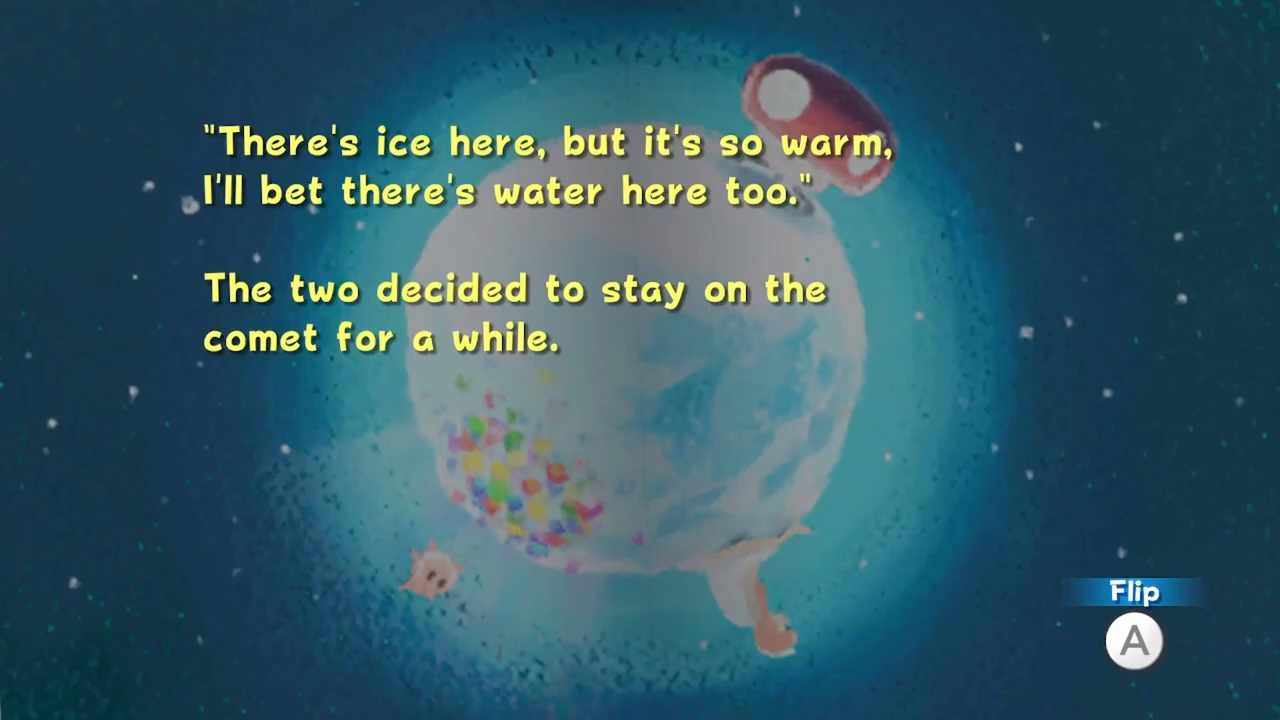 "There's ice here, but it's so warm,
I'll bet there's water here too."
The two decided to stay on the
comet for a while.
Flip
A